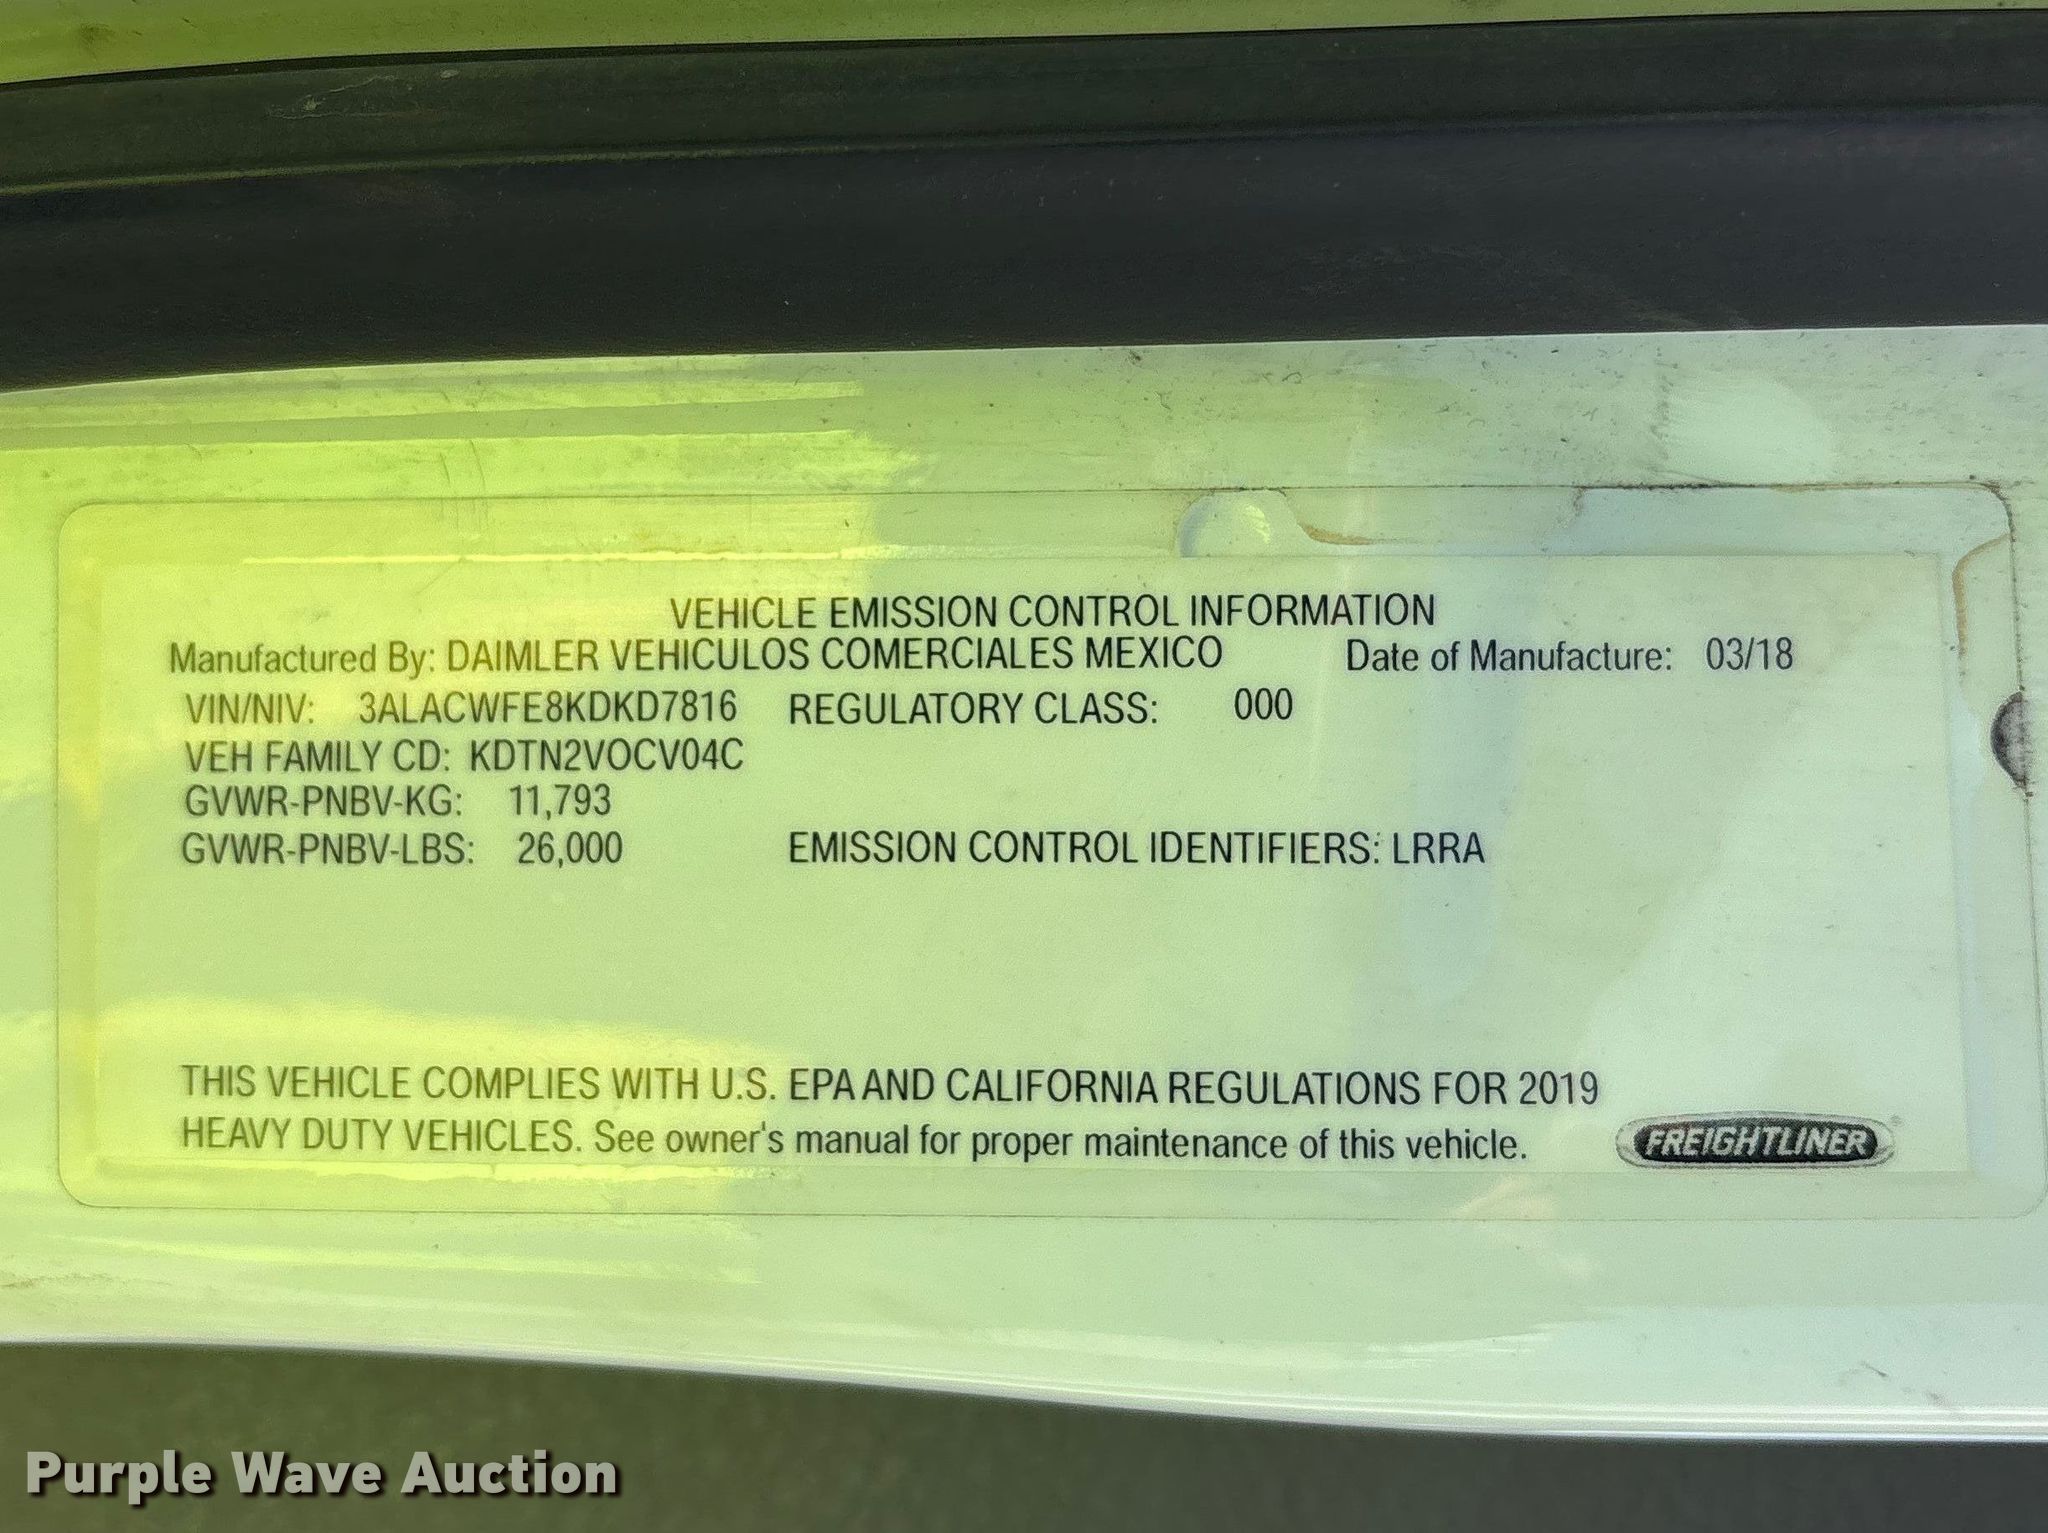 VEHICLE EMISSION CONTROL INFORMATION
Manufactured By: DAIMLER VEHICULOS COMERCIALES MEXICO Date of Manufacture: 03/18
VIN/NIV: 3ALACWFE8KDKD7816 REGULATORY CLASS: 000
VEH FAMILY CD: KDTN2VOCV04C
GVWR-PNBV-KG: 11,793
GVWR-PNBV-LBS: 26,000 EMISSION CONTROL IDENTIFIERS: LRRA
THIS VEHICLE COMPLIES WITH U.S. EPA AND CALIFORNIA REGULATIONS FOR 2019
HEAVY DUTY VEHICLES. See owner's manual for proper maintenance of this vehicle.
FREIGHTLINER
Purple Wave Auction